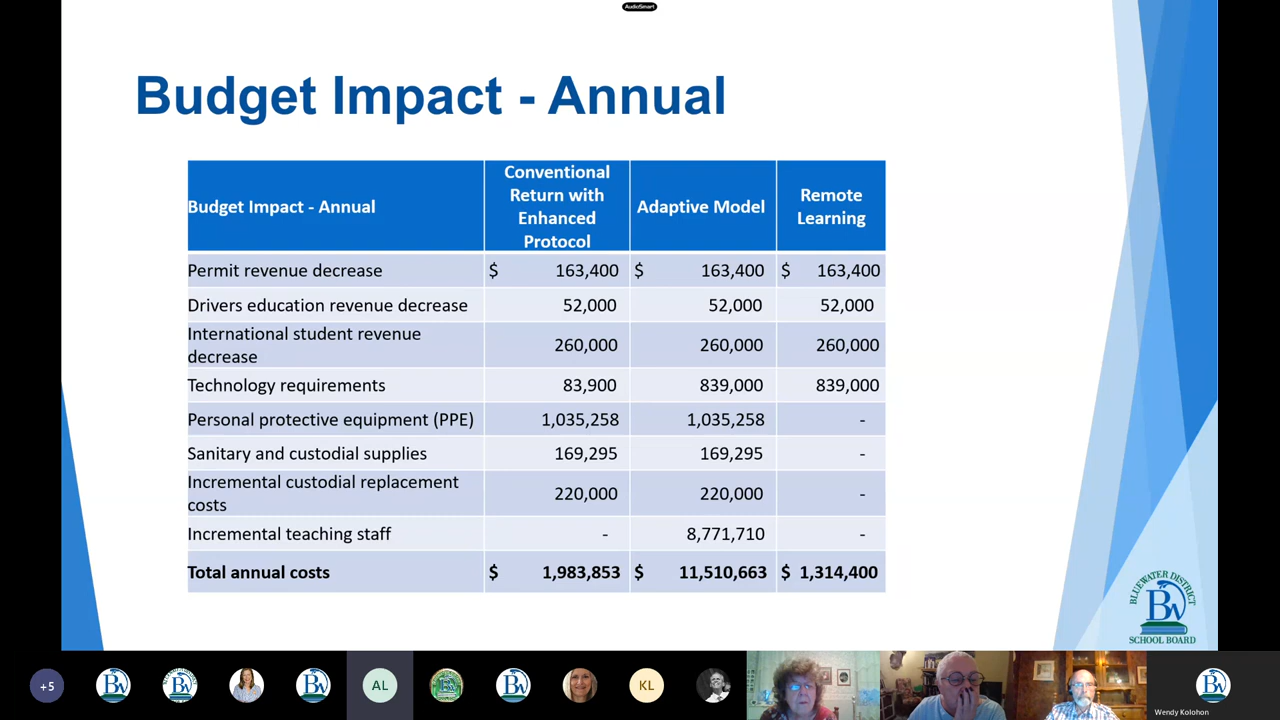 AudioSmart
Budget Impact - Annual
Budget Impact - Annual
Conventional
Return with
Enhanced
Protocol
Adaptive Model
Remote
Learning
Permit revenue decrease $ 163,400 $ 163,400 $ 163,400
Drivers education revenue decrease 52,000 52,000 52,000
International student revenue
decrease 260,000 260,000 260,000
Technology requirements 83,900 839,000 839,000
Personal protective equipment (PPE) 1,035,258 1,035,258 -
Sanitary and custodial supplies 169,295 169,295 -
Incremental custodial replacement
costs 220,000 220,000 -
Incremental teaching staff - 8,771,710 -
Total annual costs $ 1,983,853 $ 11,510,663 $ 1,314,400
BLUEWATER DISTRICT
BW
SCHOOL BOARD
+5
AL
KL
Wendy Kolohon